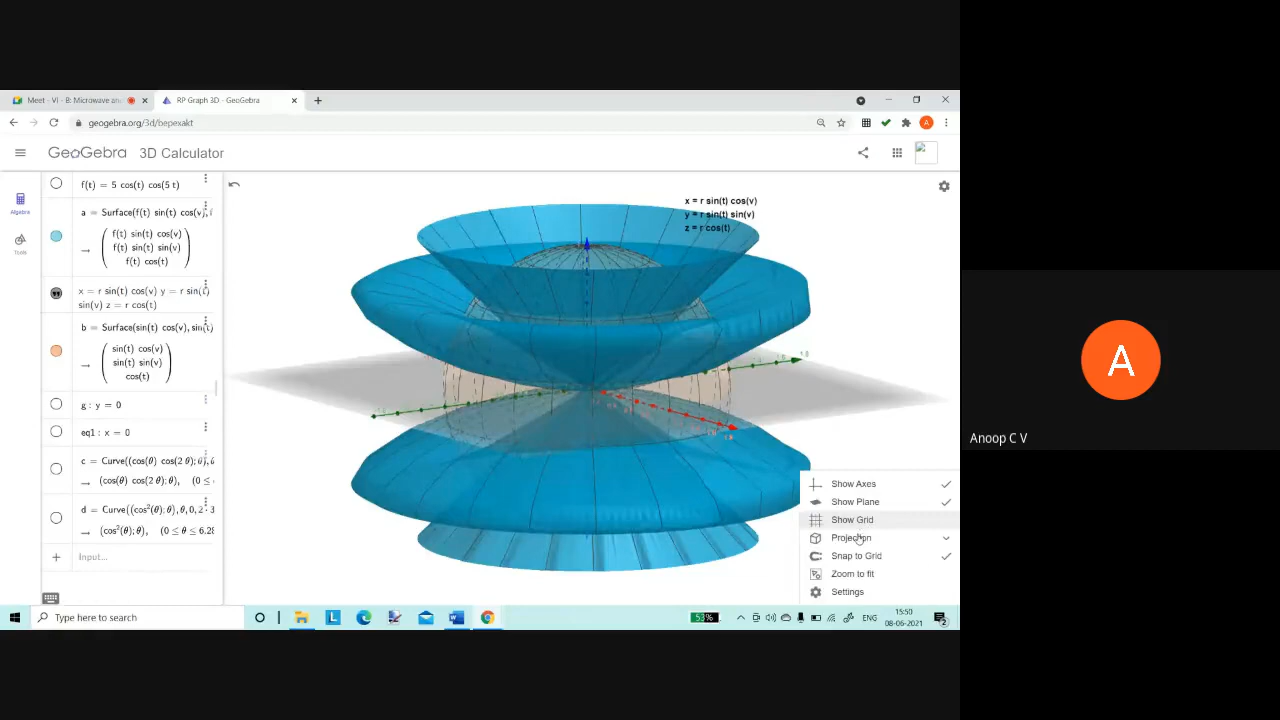 Meet - VI - B: Microwave an
RP Graph 3D - GeoGebra
geogebra.org/3d/bepexakt
A
GeoGebra 3D Calculator
Algebra
Tools
f(t) = 5 cos(t) cos(5 t)
a = Surface(f(t) sin(t) cos(v), f
→ ( f(t) sin(t) cos(v)
f(t) sin(t) sin(v)
f(t) cos(t) )
x = r sin(t) cos(v) y = r sin(t)
sin(v) z = r cos(t)
b = Surface(sin(t) cos(v), sin(t)
→ ( sin(t) cos(v)
sin(t) sin(v)
cos(t) )
g : y = 0
eq1 : x = 0
c = Curve((cos(θ) cos(2 θ); θ), θ
→ (cos(θ) cos(2 θ); θ), (0 ≤
d = Curve((cos²(θ); θ), θ, 0, 2
→ (cos²(θ); θ), (0 ≤ θ ≤ 6.28
+ Input...
x = r sin(t) cos(v)
y = r sin(t) sin(v)
z = r cos(t)
Show Axes
Show Plane
Show Grid
Projection
Snap to Grid
Zoom to fit
Settings
Type here to search
53%
ENG
15:50
08-06-2021
2
A
Anoop C V